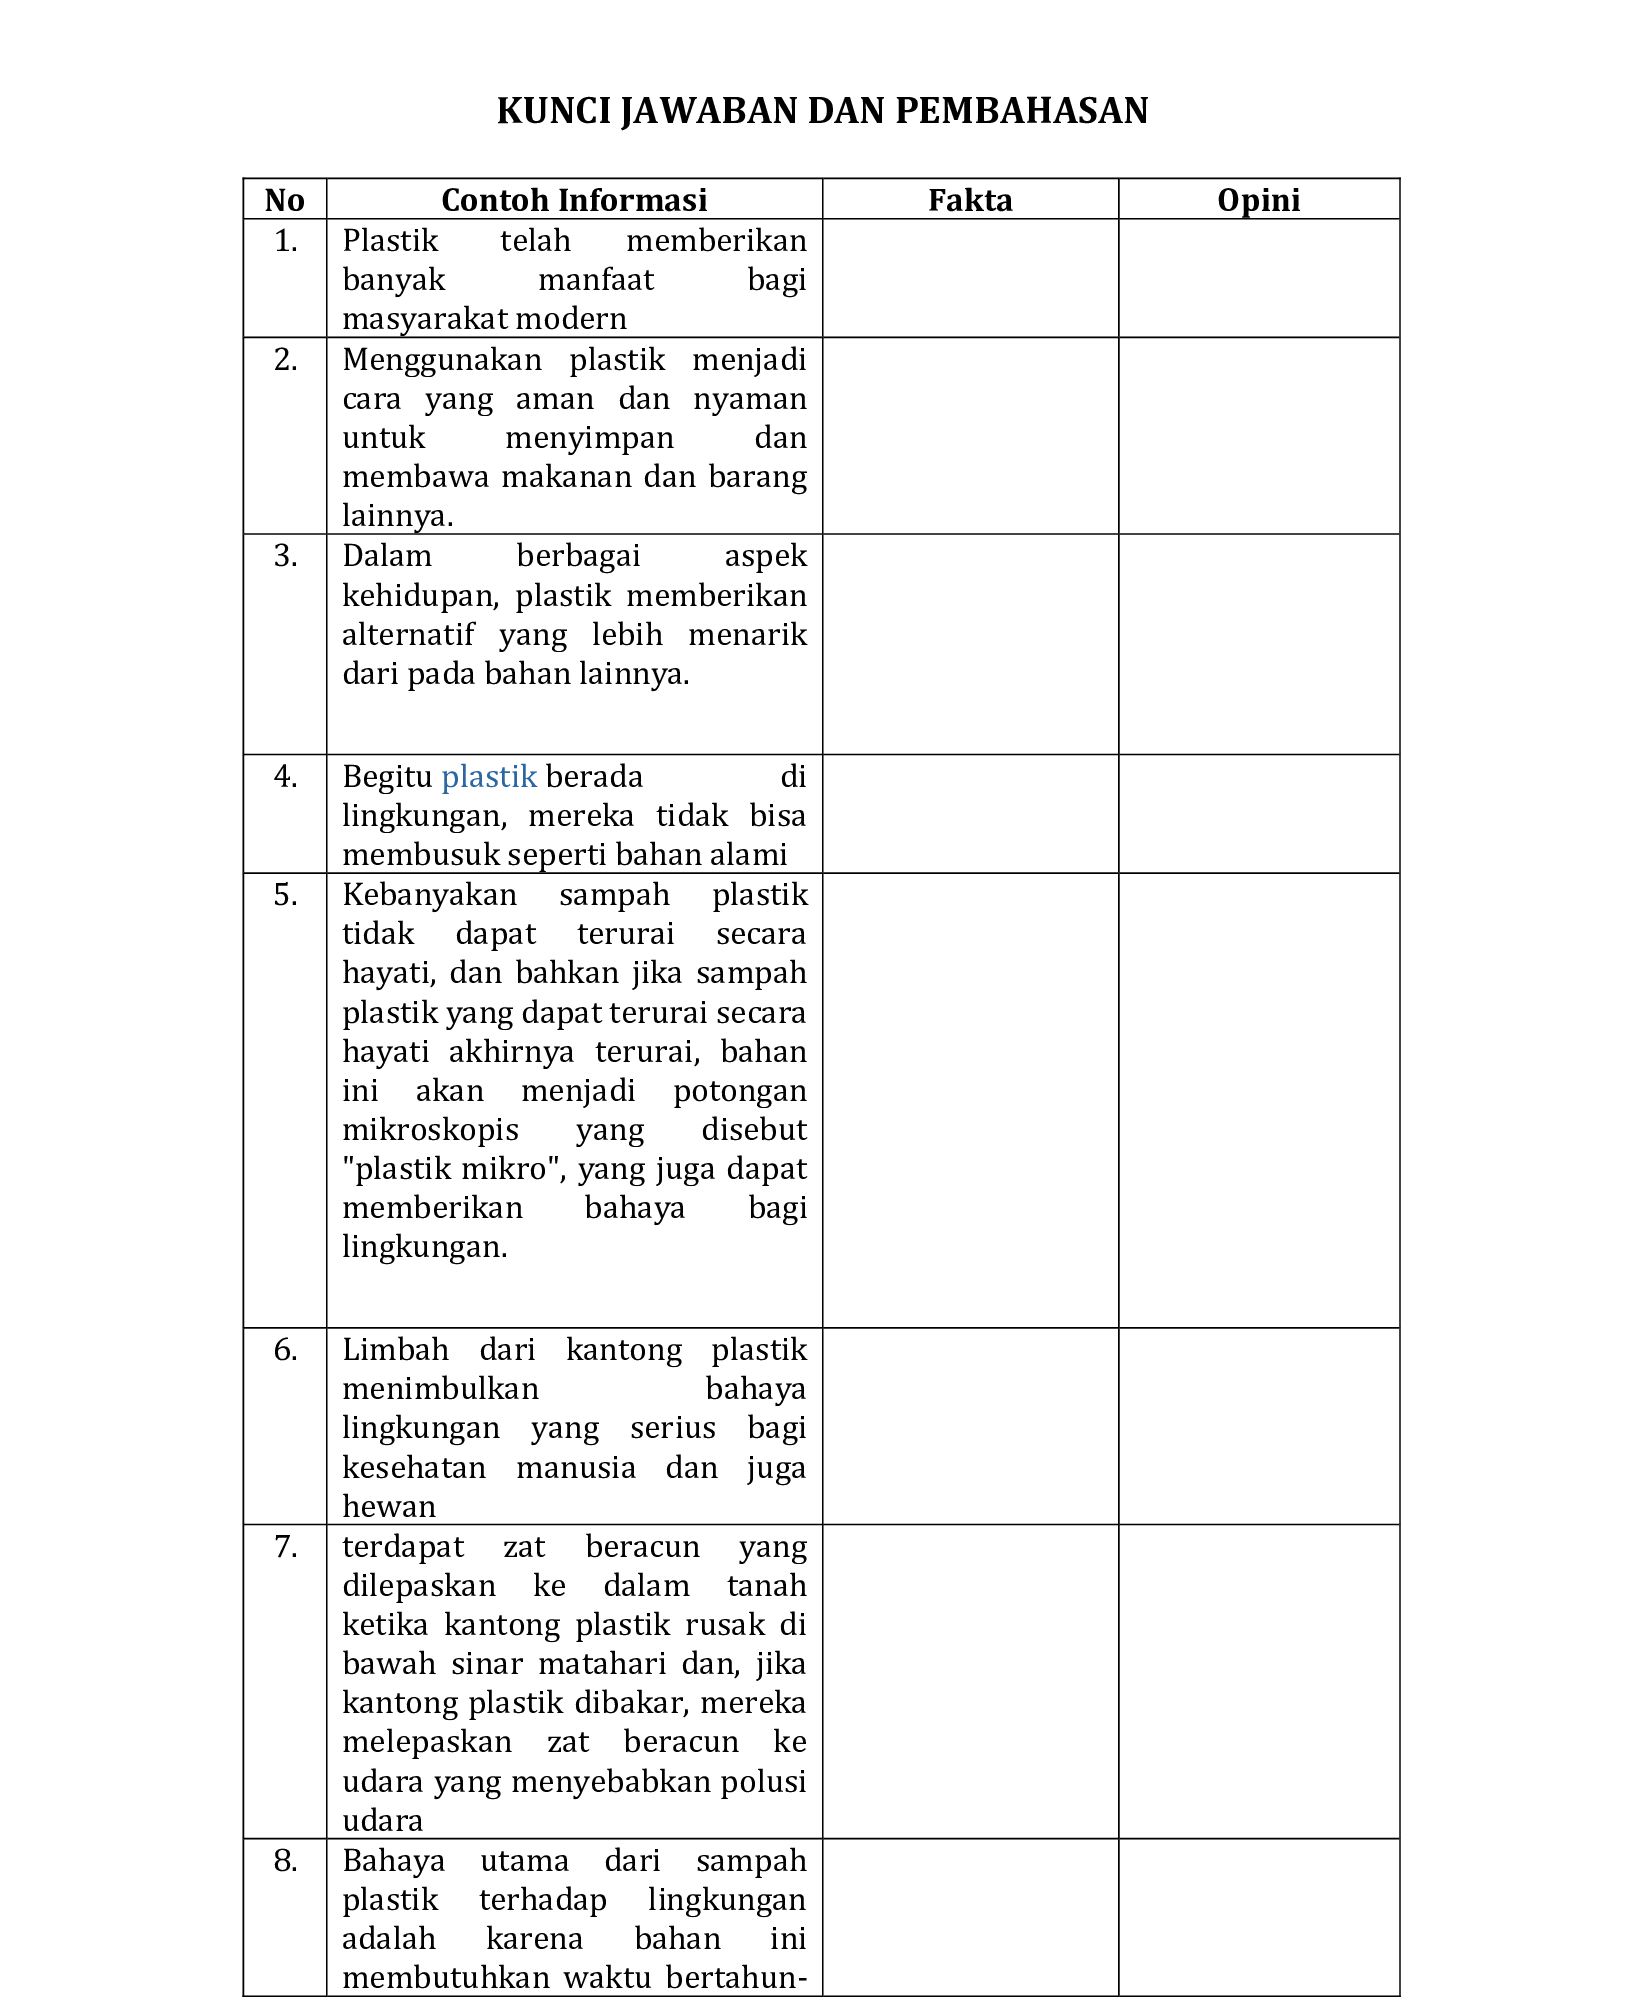 KUNCI JAWABAN DAN PEMBAHASAN
No Contoh Informasi Fakta Opini
1. Plastik telah memberikan
banyak manfaat bagi
masyarakat modern
2. Menggunakan plastik menjadi
cara yang aman dan nyaman
untuk menyimpan dan
membawa makanan dan barang
lainnya.
3. Dalam berbagai aspek
kehidupan, plastik memberikan
alternatif yang lebih menarik
dari pada bahan lainnya.
4. Begitu plastik berada di
lingkungan, mereka tidak bisa
membusuk seperti bahan alami
5. Kebanyakan sampah plastik
tidak dapat terurai secara
hayati, dan bahkan jika sampah
plastik yang dapat terurai secara
hayati akhirnya terurai, bahan
ini akan menjadi potongan
mikroskopis yang disebut
"plastik mikro", yang juga dapat
memberikan bahaya bagi
lingkungan.
6. Limbah dari kantong plastik
menimbulkan bahaya
lingkungan yang serius bagi
kesehatan manusia dan juga
hewan
7. terdapat zat beracun yang
dilepaskan ke dalam tanah
ketika kantong plastik rusak di
bawah sinar matahari dan, jika
kantong plastik dibakar, mereka
melepaskan zat beracun ke
udara yang menyebabkan polusi
udara
8. Bahaya utama dari sampah
plastik terhadap lingkungan
adalah karena bahan ini
membutuhkan waktu bertahun-